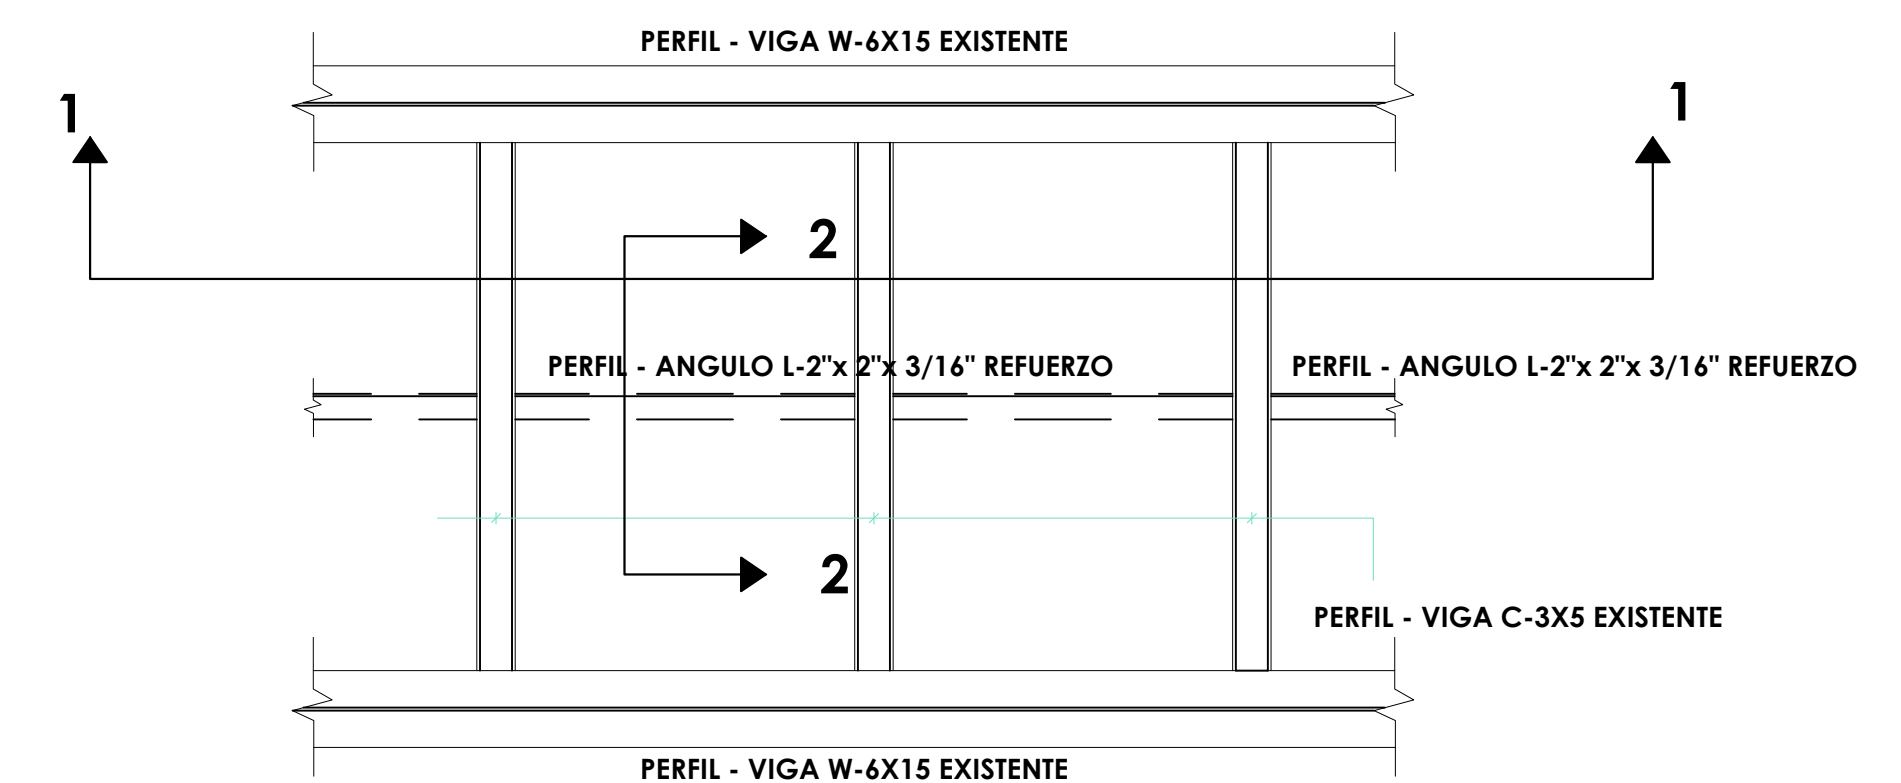 PERFIL - VIGA W-6X15 EXISTENTE
1
1
2
PERFIL - ANGULO L-2"x 2"x 3/16" REFUERZO
PERFIL - ANGULO L-2"x 2"x 3/16" REFUERZO
2
PERFIL - VIGA C-3X5 EXISTENTE
PERFIL - VIGA W-6X15 EXISTENTE